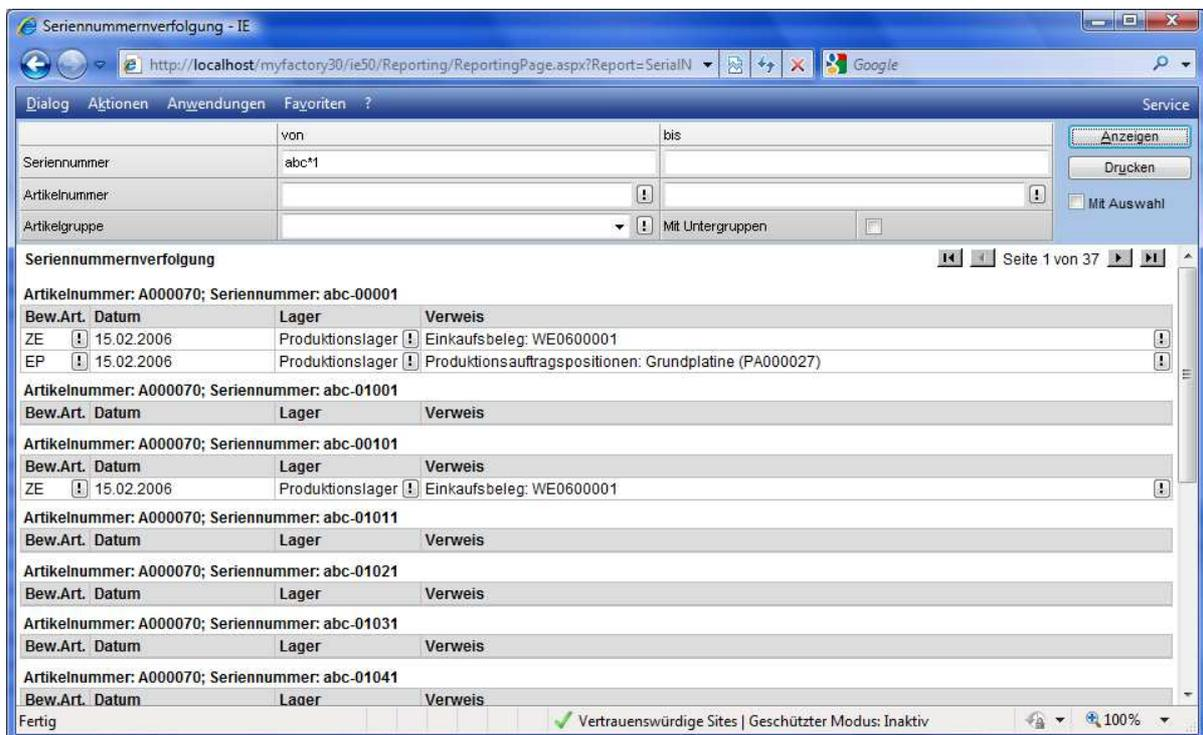 Seriennummernverfolgung - IE
http://localhost/myfactory30/ie50/Reporting/ReportingPage.aspx?Report=SerialN
Google
Dialog Aktionen Anwendungen Favoriten ? Service
von bis Anzeigen
Seriennummer abc*1
Drucken
Artikelnummer ! !
Mit Auswahl
Artikelgruppe ! Mit Untergruppen
Seriennummernverfolgung Seite 1 von 37
Artikelnummer: A000070; Seriennummer: abc-00001
Bew.Art. Datum Lager Verweis
ZE ! 15.02.2006 Produktionslager ! Einkaufsbeleg: WE0600001 !
EP ! 15.02.2006 Produktionslager ! Produktionsauftragspositionen: Grundplatine (PA000027) !
Artikelnummer: A000070; Seriennummer: abc-01001
Bew.Art. Datum Lager Verweis
Artikelnummer: A000070; Seriennummer: abc-00101
Bew.Art. Datum Lager Verweis
ZE ! 15.02.2006 Produktionslager ! Einkaufsbeleg: WE0600001 !
Artikelnummer: A000070; Seriennummer: abc-01011
Bew.Art. Datum Lager Verweis
Artikelnummer: A000070; Seriennummer: abc-01021
Bew.Art. Datum Lager Verweis
Artikelnummer: A000070; Seriennummer: abc-01031
Bew.Art. Datum Lager Verweis
Artikelnummer: A000070; Seriennummer: abc-01041
Bew.Art. Datum Lager Verweis
Fertig Vertrauenswürdige Sites | Geschützter Modus: Inaktiv 100%